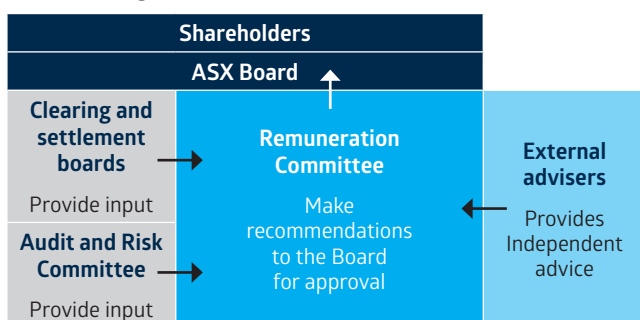 Shareholders
ASX Board
Clearing and
settlement
boards
Provide input
Audit and Risk
Committee
Provide input
Remuneration
Committee
Make
recommendations
to the Board
for approval
External
advisers
Provides
Independent
advice